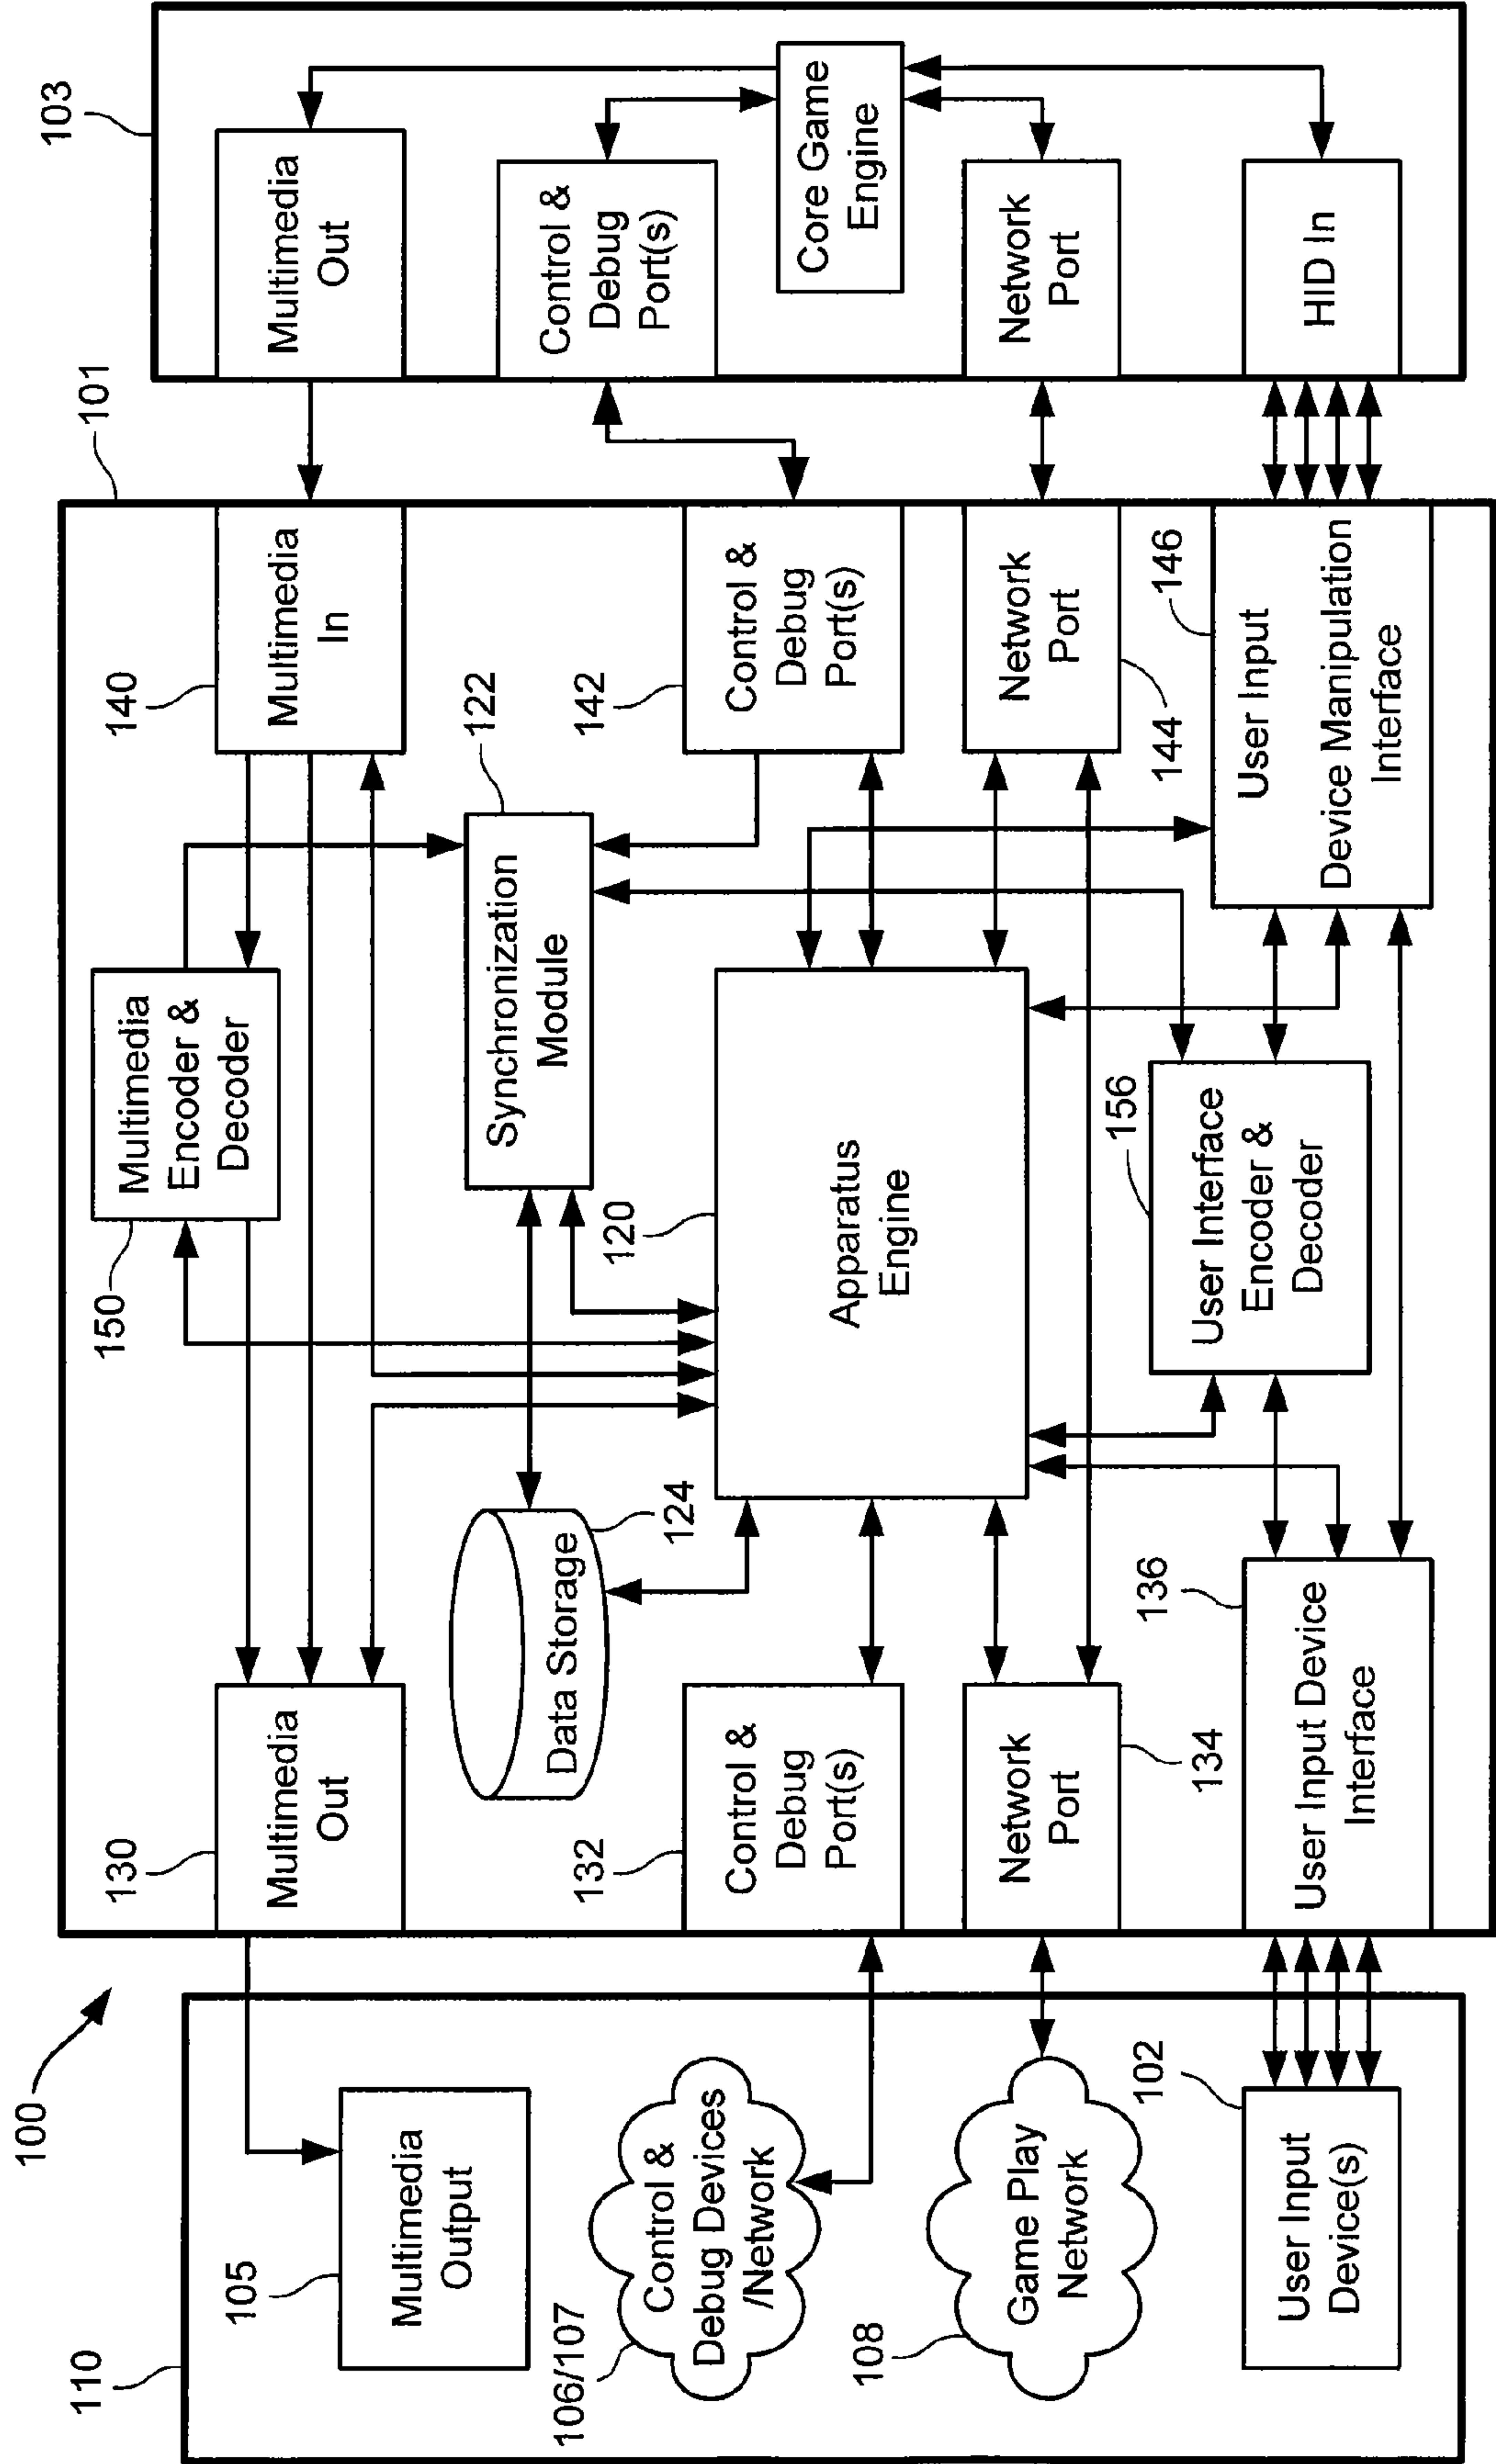 100
110
105
Multimedia
Output
106/107
Control &
Debug Devices
/Network
108
Game Play
Network
102
User Input
Device(s)
101
130
Multimedia
Out
132
Control &
Debug
Port(s)
134
Network
Port
136
User Input Device
Interface
150
Multimedia
Encoder &
Decoder
124
Data Storage
122
Synchronization
Module
120
Apparatus
Engine
156
User Interface
Encoder &
Decoder
140
Multimedia
In
142
Control &
Debug
Port(s)
144
Network
Port
146
User Input
Device Manipulation
Interface
103
Multimedia
Out
Control &
Debug
Port(s)
Core Game
Engine
Network
Port
HID In